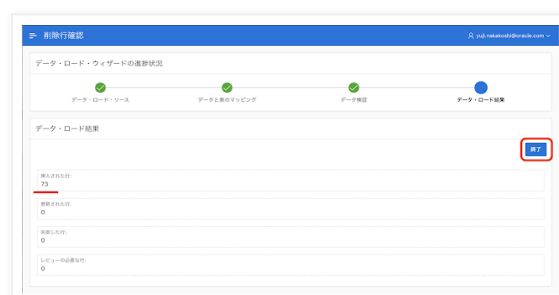 削除行確認
yuji.nakakoshi@oracle.com
データ・ロード・ウィザードの進捗状況
データ・ロード・ソース
データと表のマッピング
データ検証
データ・ロード結果
データ・ロード結果
終了
挿入された行:
73
更新された行:
0
失敗した行:
0
レビューの必要な行:
0